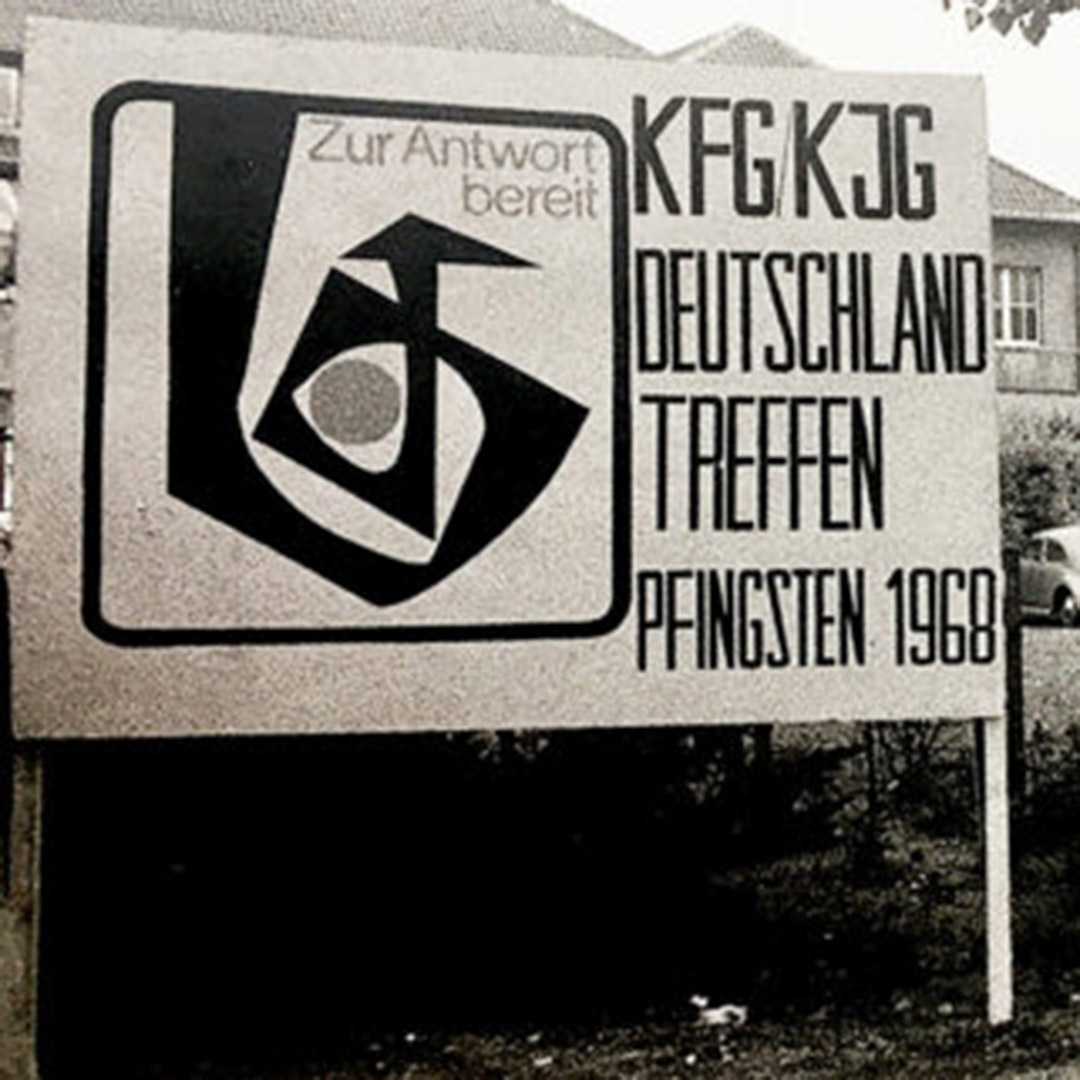 Zur Antwort
bereit
KFG/KJG
DEUTSCHLAND
TREFFEN
PFINGSTEN 1968